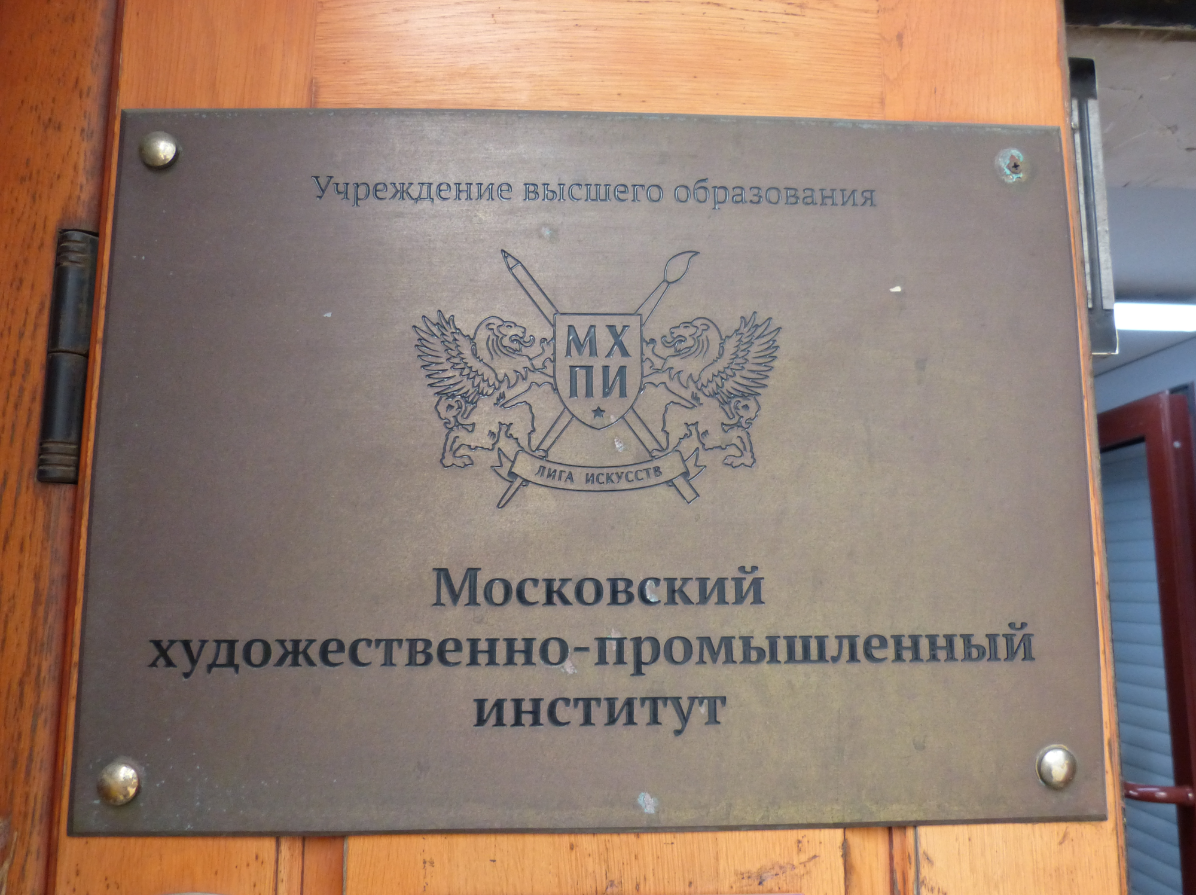 Учреждение высшего образования
МХ
ПИ
ЛИГА ИСКУССТВ
Московский
художественно-промышленный
институт